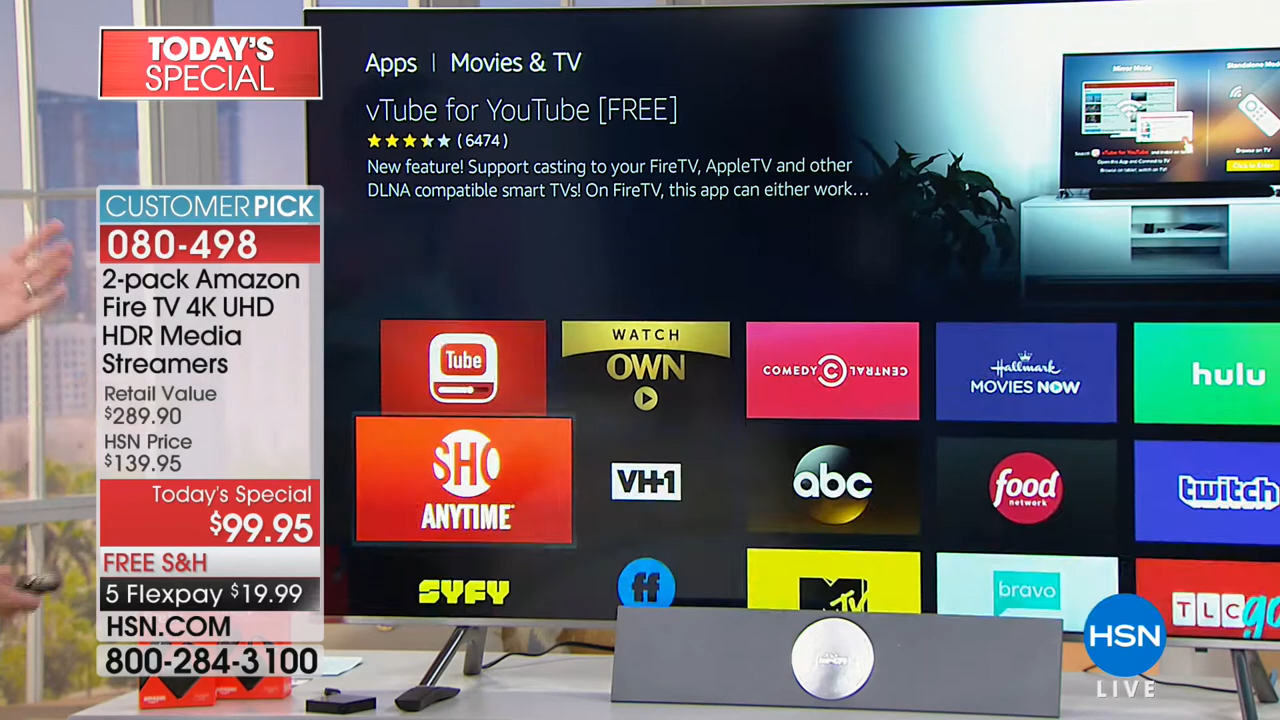 TODAY'S
SPECIAL
CUSTOMER PICK
080-498
2-pack Amazon
Fire TV 4K UHD
HDR Media
Streamers
Retail Value
$289.90
HSN Price
$139.95
Today's Special
$99.95
FREE S&H
5 Flexpay $19.99
HSN.COM
800-284-3100
Apps | Movies & TV
vTube for YouTube [FREE]
(6474)
New feature! Support casting to your FireTV, AppleTV and other
DLNA compatible smart TVs! On FireTV, this app can either work...
Mirror Mode
Tube
WATCH
OWN
COMEDY CENTRAL
Hallmark
MOVIES NOW
hulu
SHO
ANYTIME
VH1
abc
food
network
twitch
SYFY
ff
MTV
bravo
TLC go
HSN
LIVE